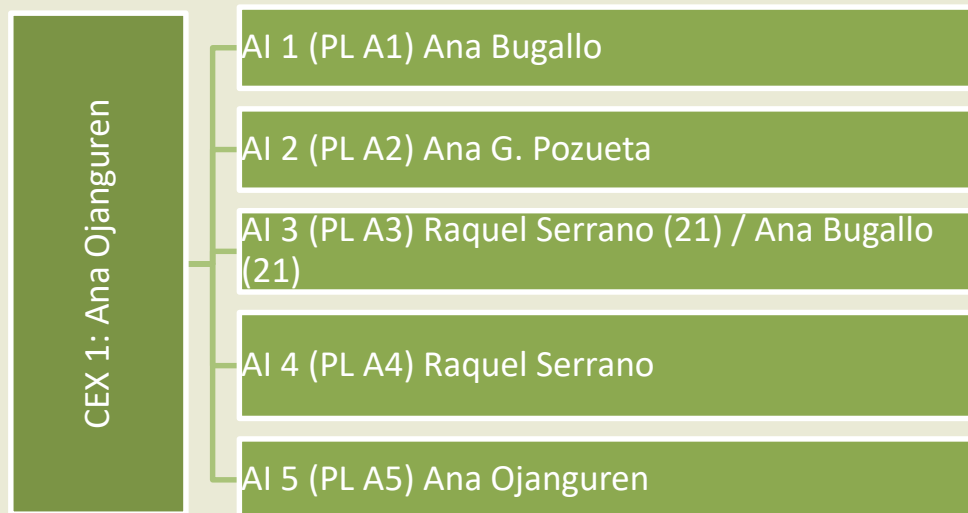 CEX 1: Ana Ojanguren
AI 1 (PL A1) Ana Bugallo
AI 2 (PL A2) Ana G. Pozueta
AI 3 (PL A3) Raquel Serrano (21) / Ana Bugallo
(21)
AI 4 (PL A4) Raquel Serrano
AI 5 (PL A5) Ana Ojanguren